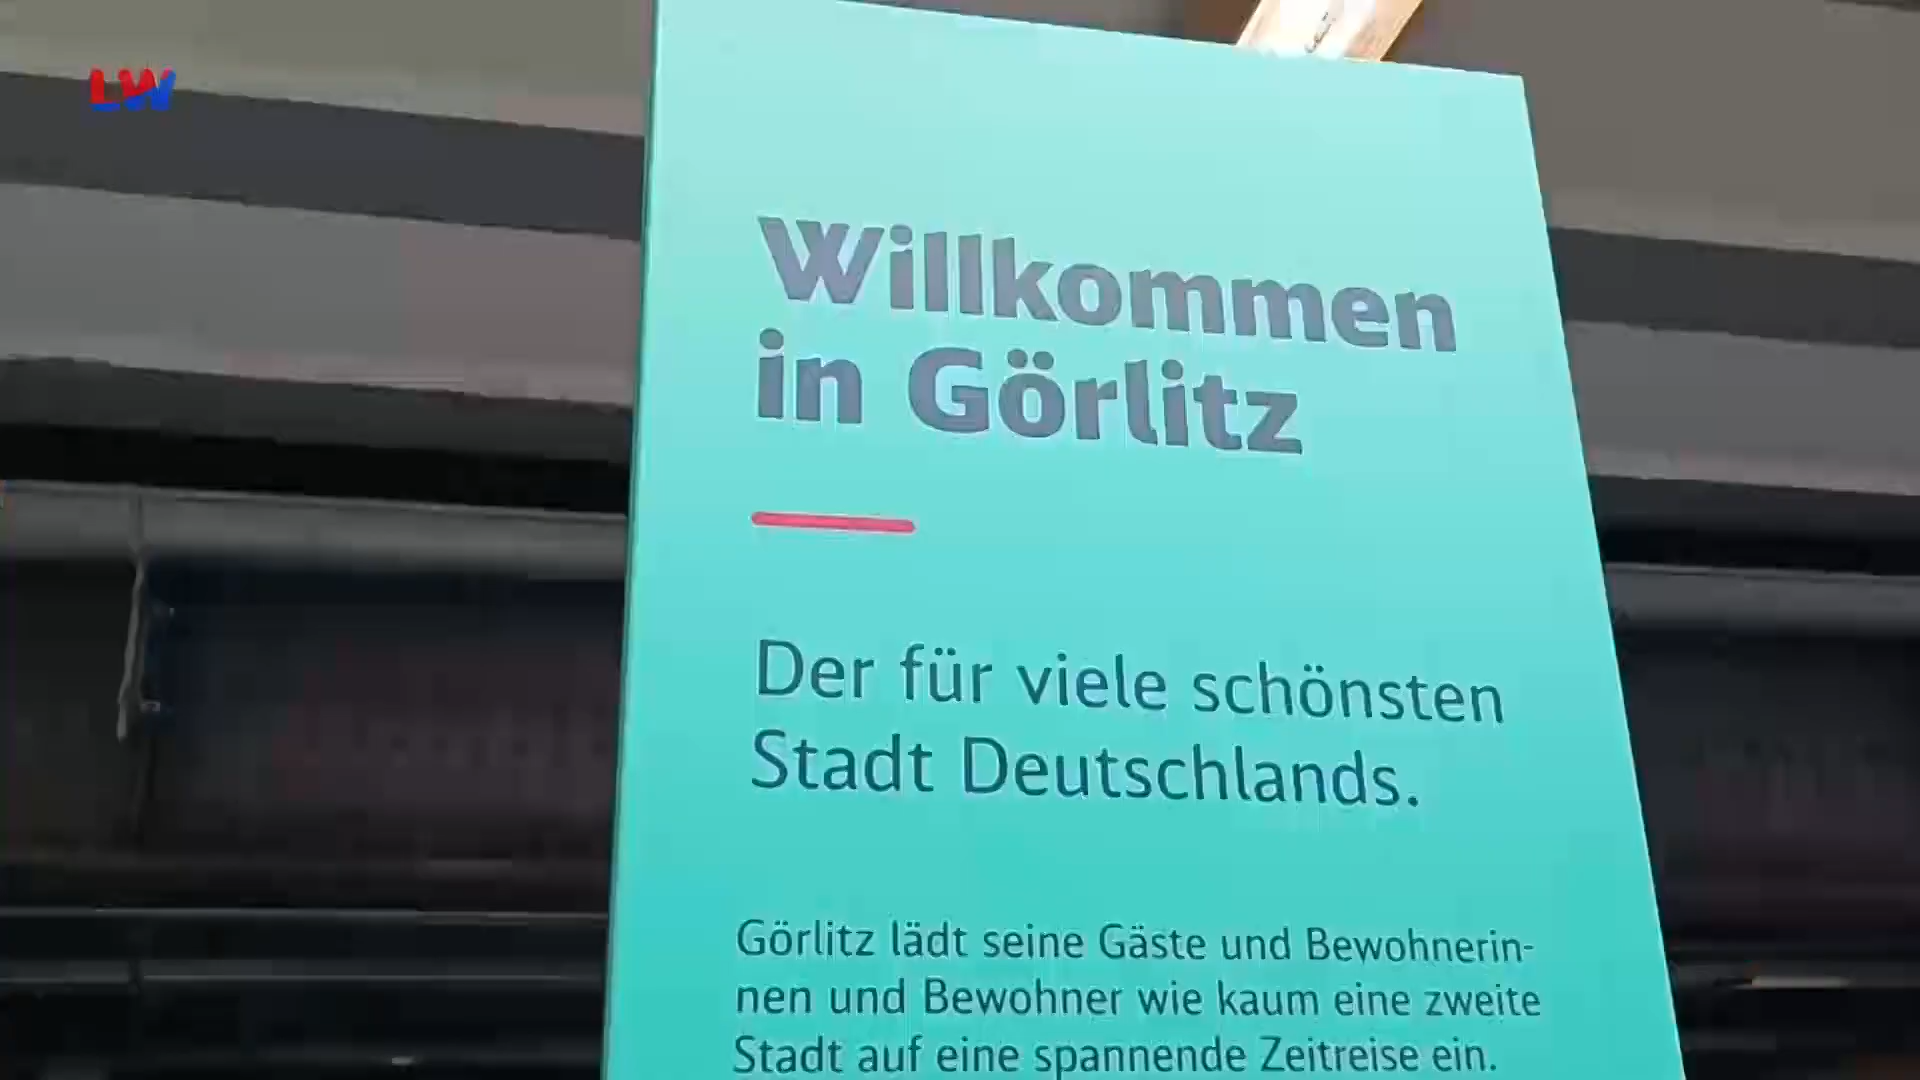 LW
Willkommen
in Görlitz
Der für viele schönsten
Stadt Deutschlands.
Görlitz lädt seine Gäste und Bewohnerin-
nen und Bewohner wie kaum eine zweite
Stadt auf eine spannende Zeitreise ein.